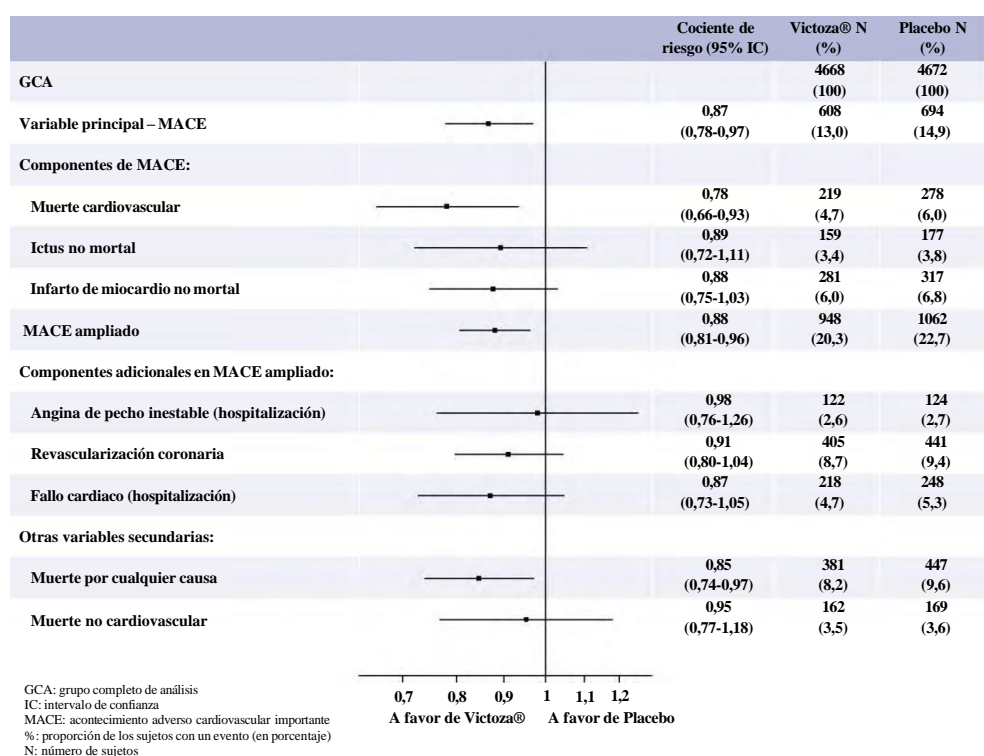 Cociente de riesgo (95% IC) Victoza® N (%) Placebo N (%)
GCA 4668 (100) 4672 (100)
Variable principal – MACE 0,87 (0,78-0,97) 608 (13,0) 694 (14,9)
Componentes de MACE:
Muerte cardiovascular 0,78 (0,66-0,93) 219 (4,7) 278 (6,0)
Ictus no mortal 0,89 (0,72-1,11) 159 (3,4) 177 (3,8)
Infarto de miocardio no mortal 0,88 (0,75-1,03) 281 (6,0) 317 (6,8)
MACE ampliado 0,88 (0,81-0,96) 948 (20,3) 1062 (22,7)
Componentes adicionales en MACE ampliado:
Angina de pecho inestable (hospitalización) 0,98 (0,76-1,26) 122 (2,6) 124 (2,7)
Revascularización coronaria 0,91 (0,80-1,04) 405 (8,7) 441 (9,4)
Fallo cardiaco (hospitalización) 0,87 (0,73-1,05) 218 (4,7) 248 (5,3)
Otras variables secundarias:
Muerte por cualquier causa 0,85 (0,74-0,97) 381 (8,2) 447 (9,6)
Muerte no cardiovascular 0,95 (0,77-1,18) 162 (3,5) 169 (3,6)
0,7 0,8 0,9 1 1,1 1,2
A favor de Victoza® A favor de Placebo
GCA: grupo completo de análisis
IC: intervalo de confianza
MACE: acontecimiento adverso cardiovascular importante
%: proporción de los sujetos con un evento (en porcentaje)
N: número de sujetos